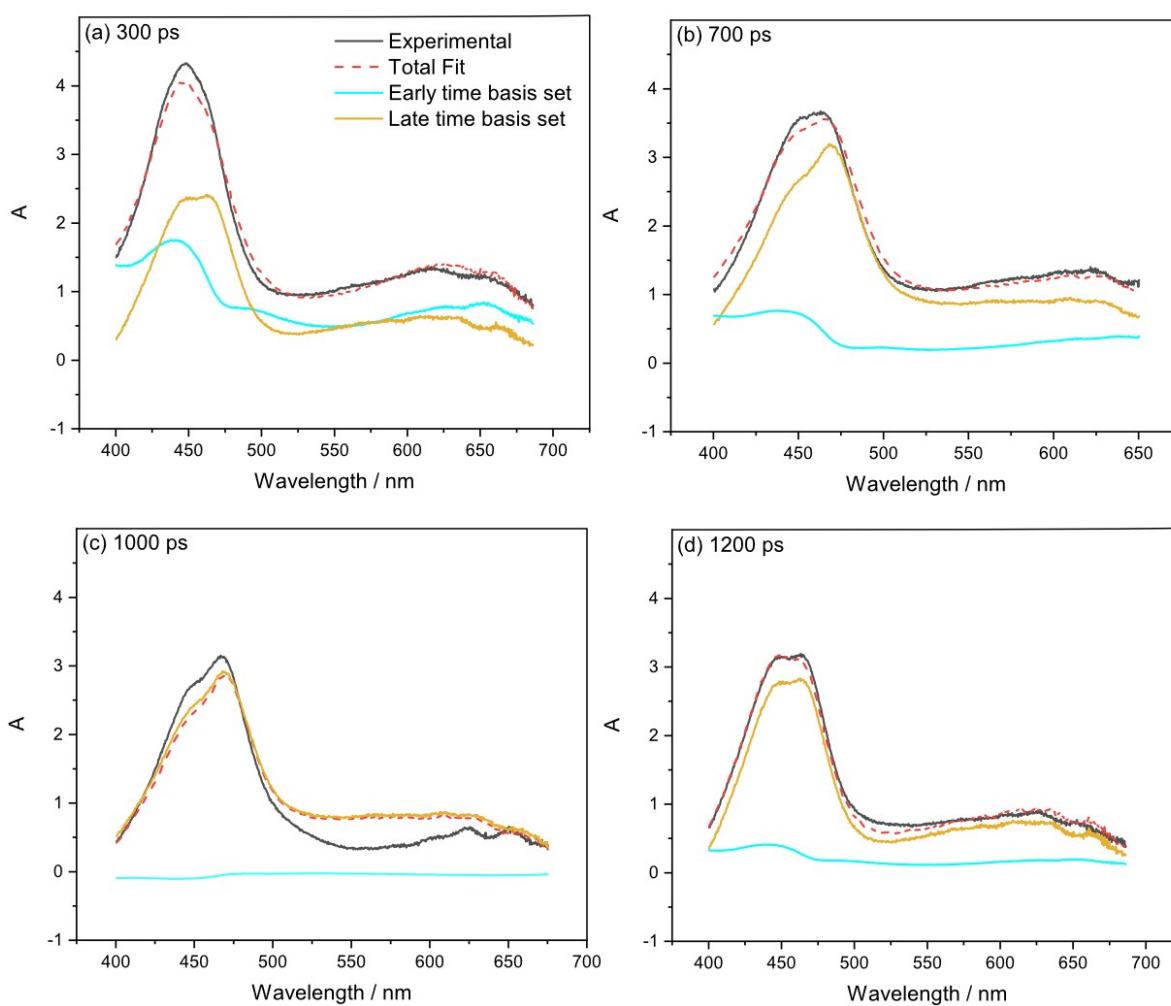 (a) 300 ps
Experimental
Total Fit
Early time basis set
Late time basis set
4
3
2
1
0
-1
A
400 450 500 550 600 650 700
Wavelength / nm
(b) 700 ps
4
3
2
1
0
-1
A
400 450 500 550 600 650
Wavelength / nm
(c) 1000 ps
4
3
2
1
0
-1
A
400 450 500 550 600 650 700
Wavelength / nm
(d) 1200 ps
4
3
2
1
0
-1
A
400 450 500 550 600 650 700
Wavelength / nm